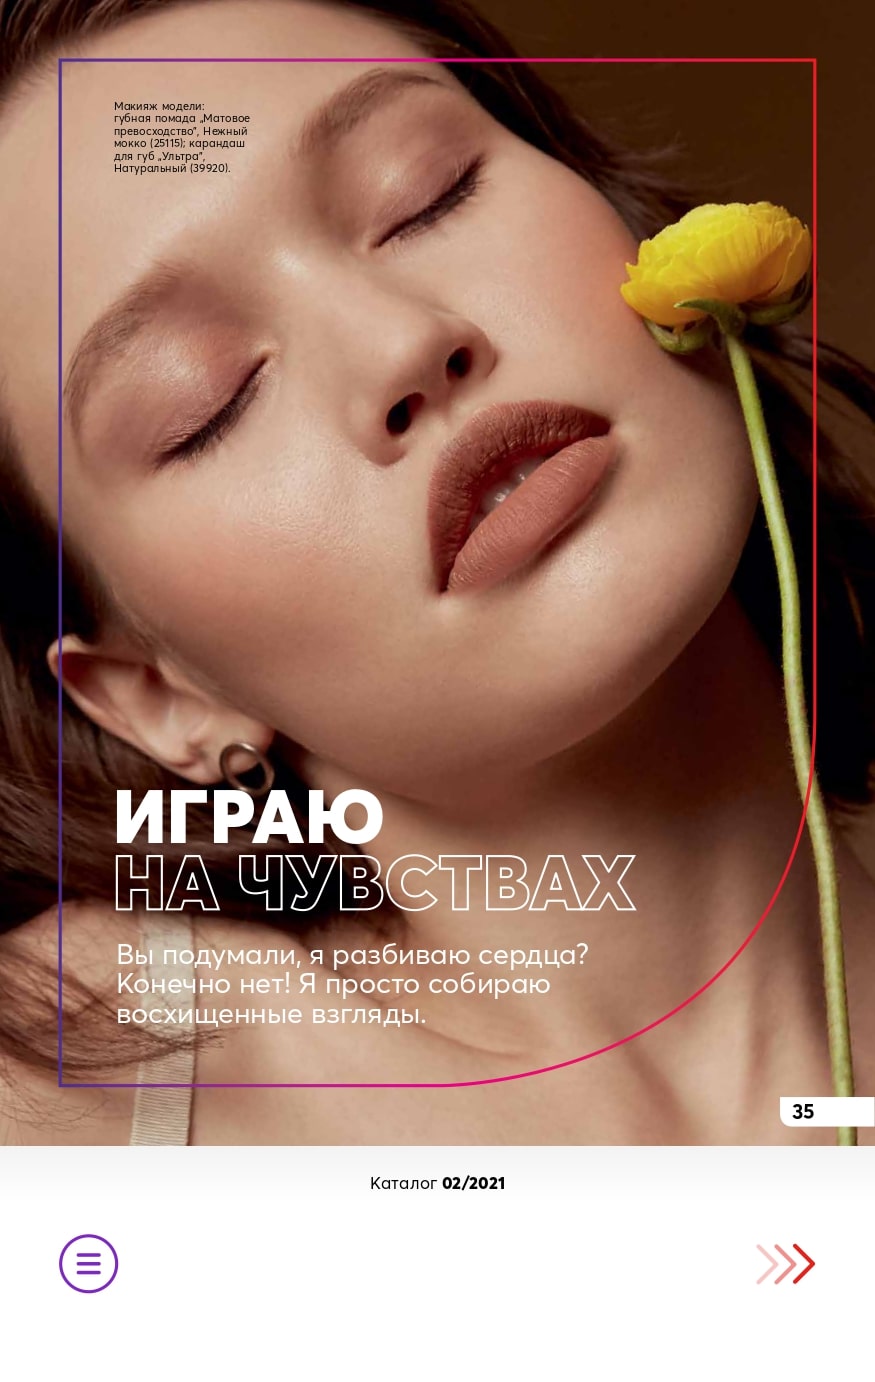 Макияж модели:
губная помада „Матовое
превосходство”, Нежный
мокко (25115); карандаш
для губ „Ультра”,
Натуральный (39920).
ИГРАЮ
НА ЧУВСТВАХ
Вы подумали, я разбиваю сердца?
Конечно нет! Я просто собираю
восхищенные взгляды.
35
Каталог 02/2021